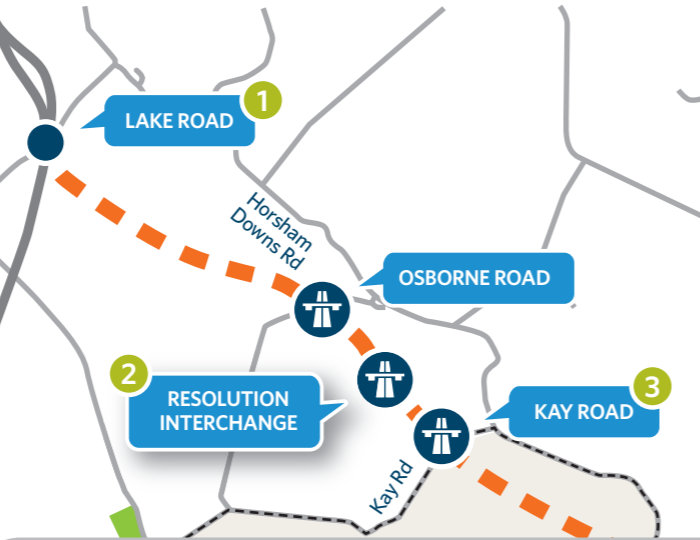 1
LAKE ROAD
Horsham
Downs Rd
OSBORNE ROAD
2
RESOLUTION
INTERCHANGE
3
KAY ROAD
Kay Rd